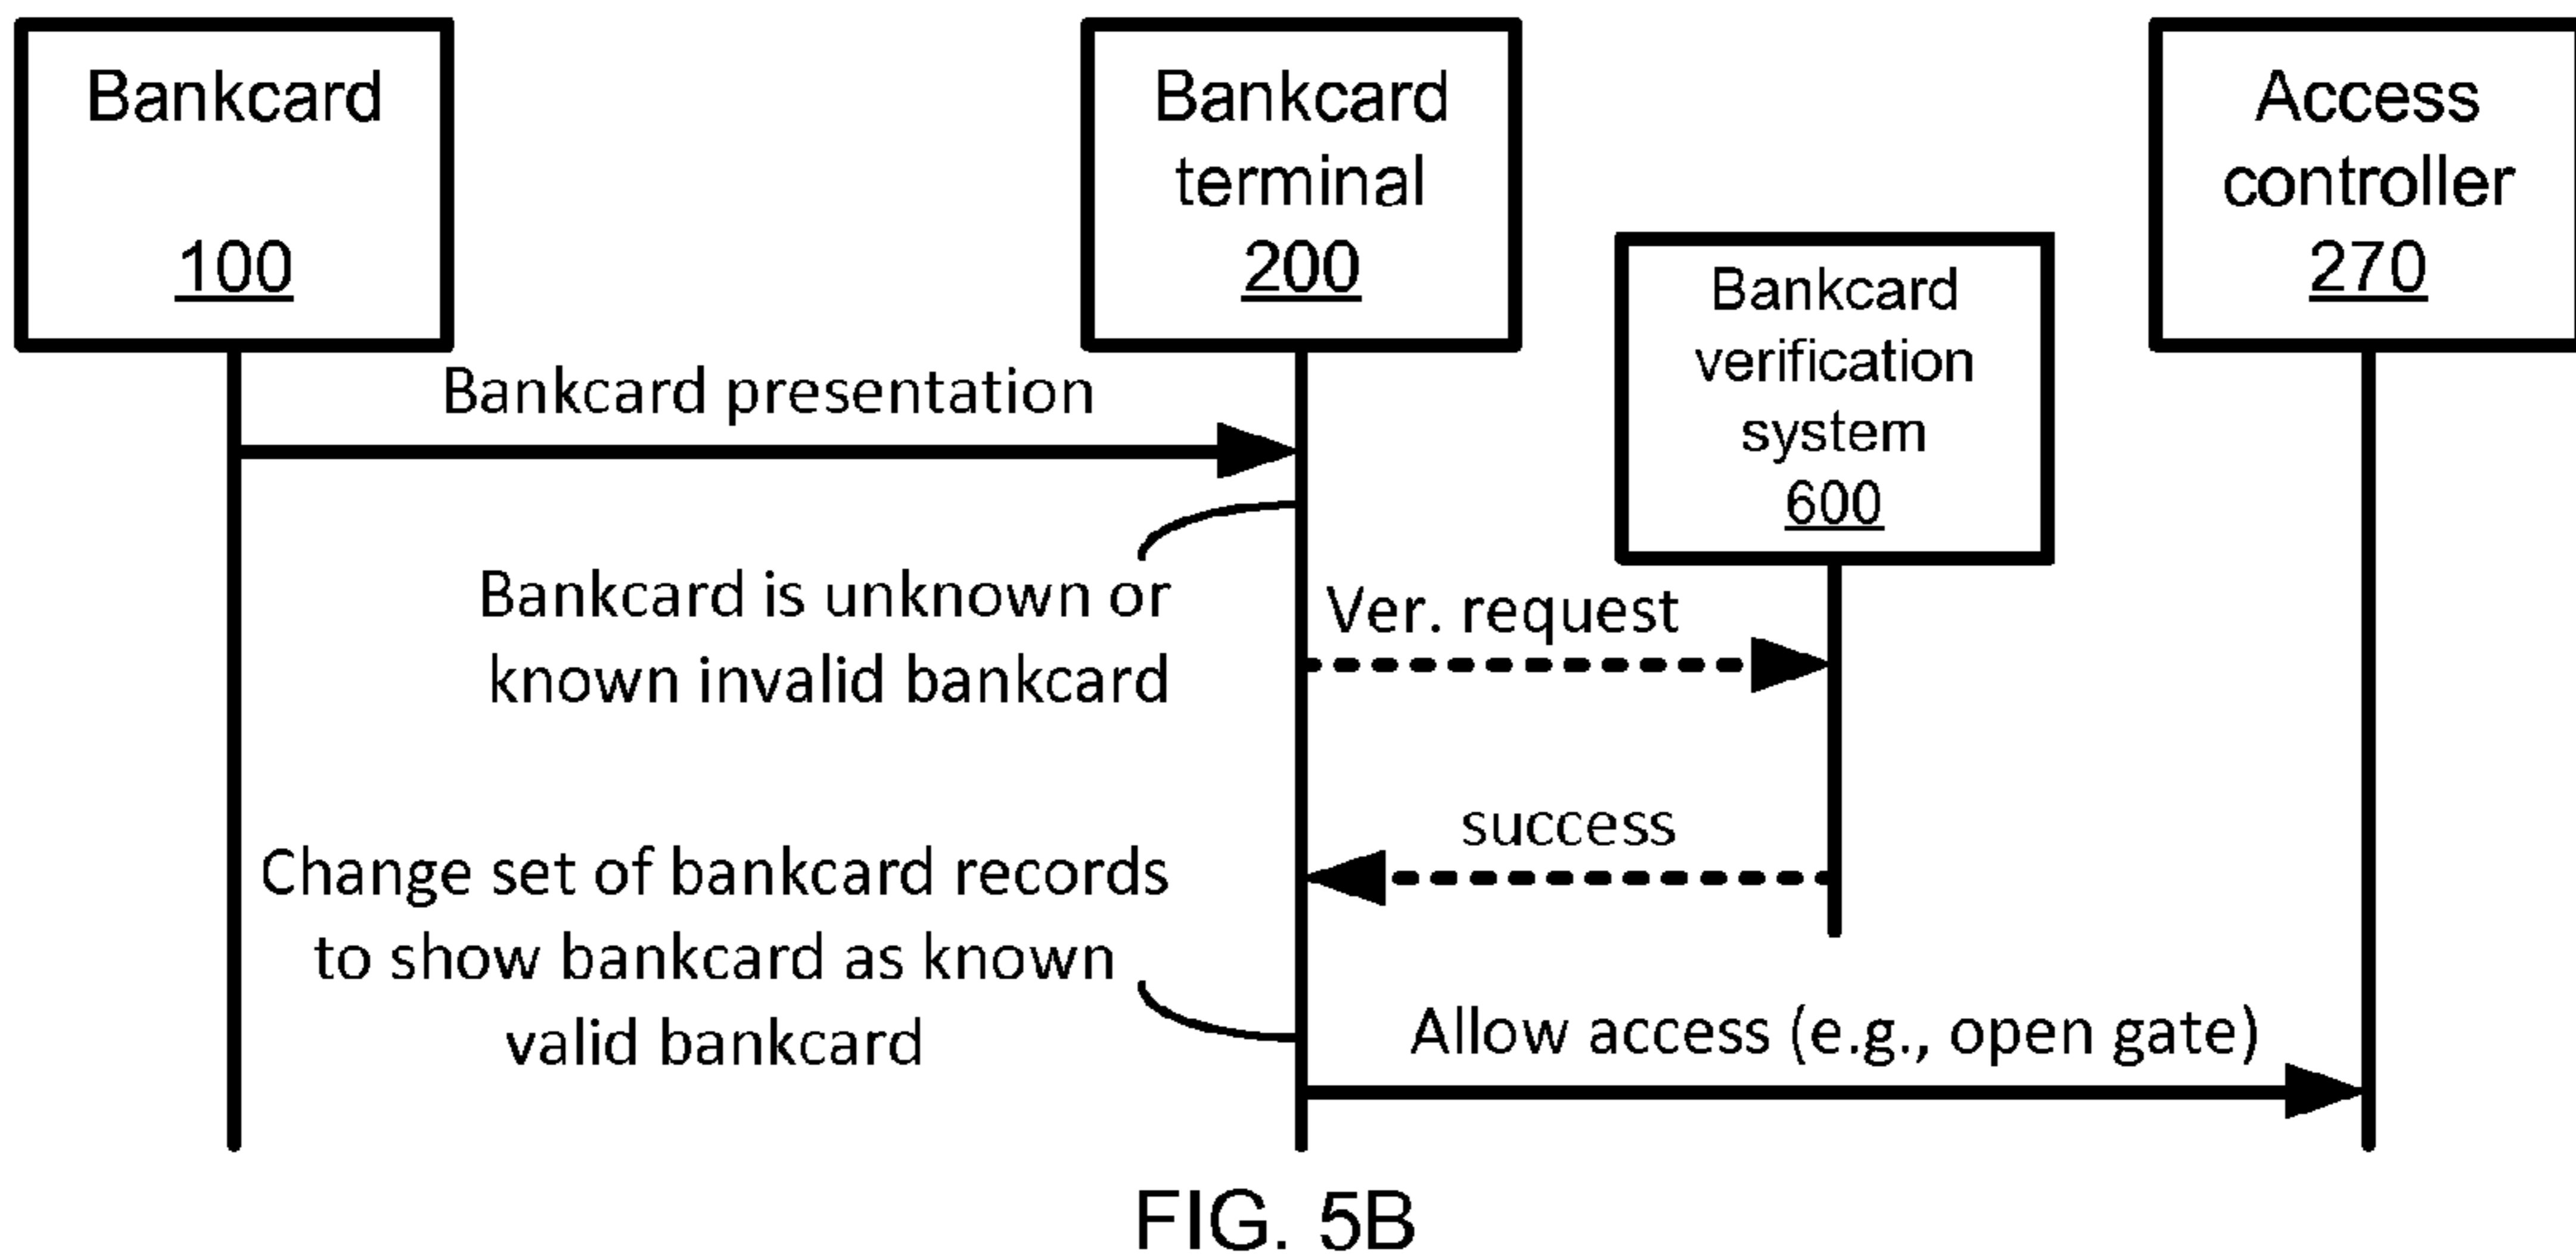 Bankcard
100
Bankcard
terminal
200
Bankcard
verification
system
600
Access
controller
270
Bankcard presentation
Bankcard is unknown or
known invalid bankcard
Ver. request
success
Change set of bankcard records
to show bankcard as known
valid bankcard
Allow access (e.g., open gate)
FIG. 5B